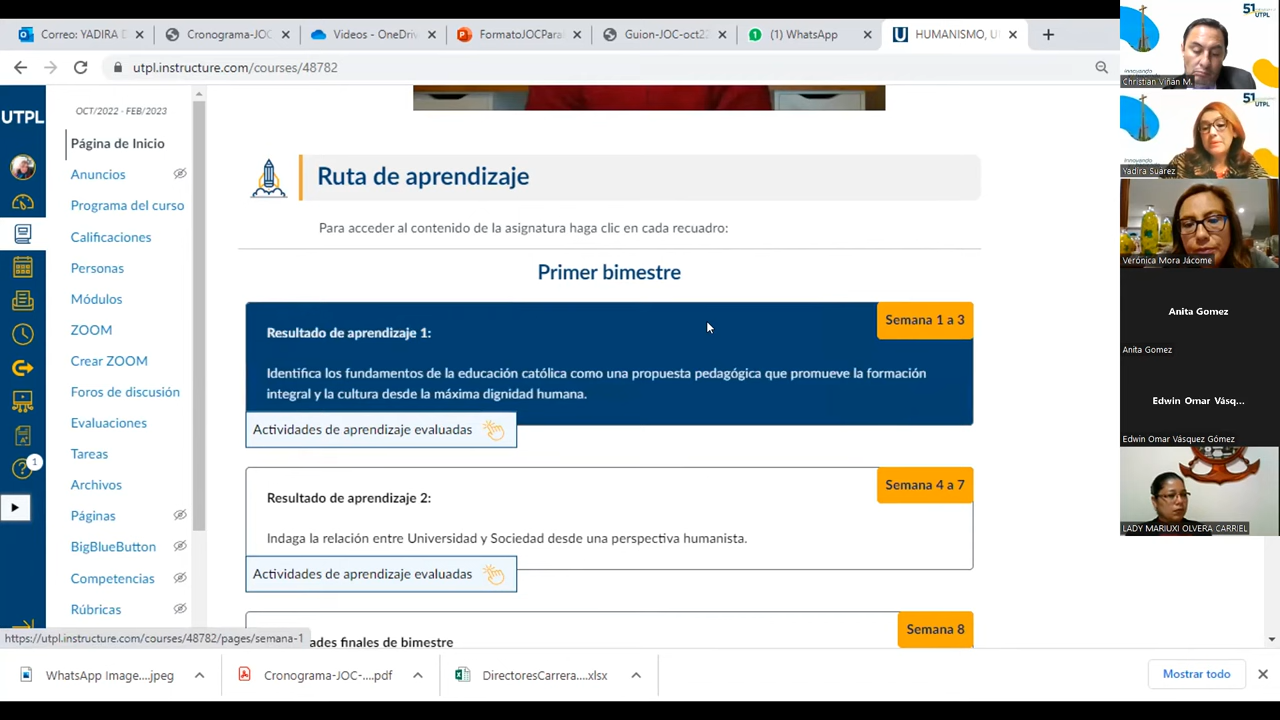 Correo: YADIRA E
Cronograma-JOC
Videos - OneDriv
FormatoJOCPara
Guion-JOC-oct22
(1) WhatsApp
HUMANISMO, U
utpl.instructure.com/courses/48782
UTPL
OCT/2022 - FEB/2023
Página de Inicio
Anuncios
Programa del curso
Calificaciones
Personas
Módulos
ZOOM
Crear ZOOM
Foros de discusión
Evaluaciones
Tareas
Archivos
Páginas
BigBlueButton
Competencias
Rúbricas
1
Ruta de aprendizaje
Para acceder al contenido de la asignatura haga clic en cada recuadro:
Primer bimestre
Semana 1 a 3
Resultado de aprendizaje 1:
Identifica los fundamentos de la educación católica como una propuesta pedagógica que promueve la formación
integral y la cultura desde la máxima dignidad humana.
Actividades de aprendizaje evaluadas
Semana 4 a 7
Resultado de aprendizaje 2:
Indaga la relación entre Universidad y Sociedad desde una perspectiva humanista.
Actividades de aprendizaje evaluadas
Semana 8
ades finales de bimestre
https://utpl.instructure.com/courses/48782/pages/semana-1
WhatsApp Image....jpeg
Cronograma-JOC-....pdf
DirectoresCarrera....xlsx
Mostrar todo
51
UTPL
Christian Viñán M.
51
UTPL
Yadira Suárez
Verónica Mora Jácome
Anita Gomez
Anita Gomez
Edwin Omar Vásq...
Edwin Omar Vásquez Gómez
LADY MARIUXI OLVERA CARRIEL